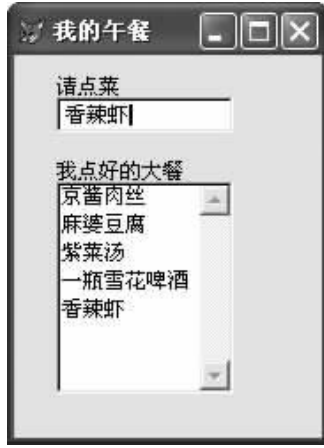 我的午餐
请点菜
香辣虾
我点好的大餐
京酱肉丝
麻婆豆腐
紫菜汤
一瓶雪花啤酒
香辣虾